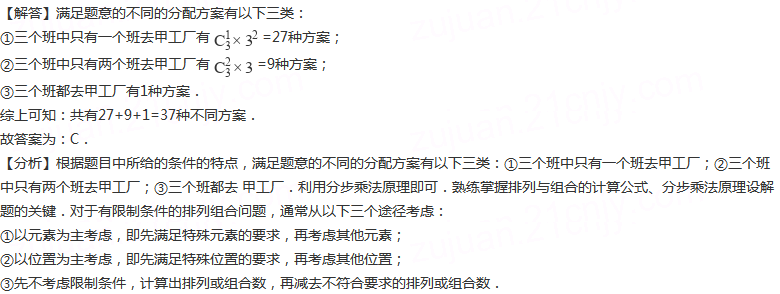 【解答】满足题意的不同的分配方案有以下三类：
①三个班中只有一个班去甲工厂有 C₃¹× 3² =27种方案；
②三个班中只有两个班去甲工厂有 C₃²× 3 =9种方案；
③三个班都去甲工厂有1种方案．
综上可知：共有27+9+1=37种不同方案．
故答案为：C．
【分析】根据题目中所给的条件的特点，满足题意的不同的分配方案有以下三类：①三个班中只有一个班去甲工厂；②三个班
中只有两个班去甲工厂；③三个班都去 甲工厂．利用分步乘法原理即可．熟练掌握排列与组合的计算公式、分步乘法原理设解
题的关键．对于有限制条件的排列组合问题，通常从以下三个途径考虑：
①以元素为主考虑，即先满足特殊元素的要求，再考虑其他元素；
②以位置为主考虑，即先满足特殊位置的要求，再考虑其他位置；
③先不考虑限制条件，计算出排列或组合数，再减去不符合要求的排列或组合数．